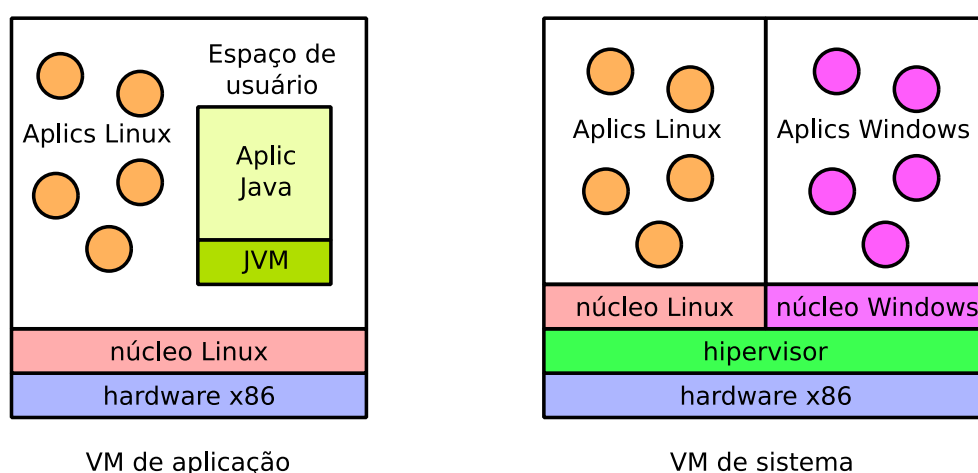 Espaço de
usuário
Aplics Linux
Aplic
Java
JVM
núcleo Linux
hardware x86
VM de aplicação
Aplics Linux
Aplics Windows
núcleo Linux
núcleo Windows
hipervisor
hardware x86
VM de sistema